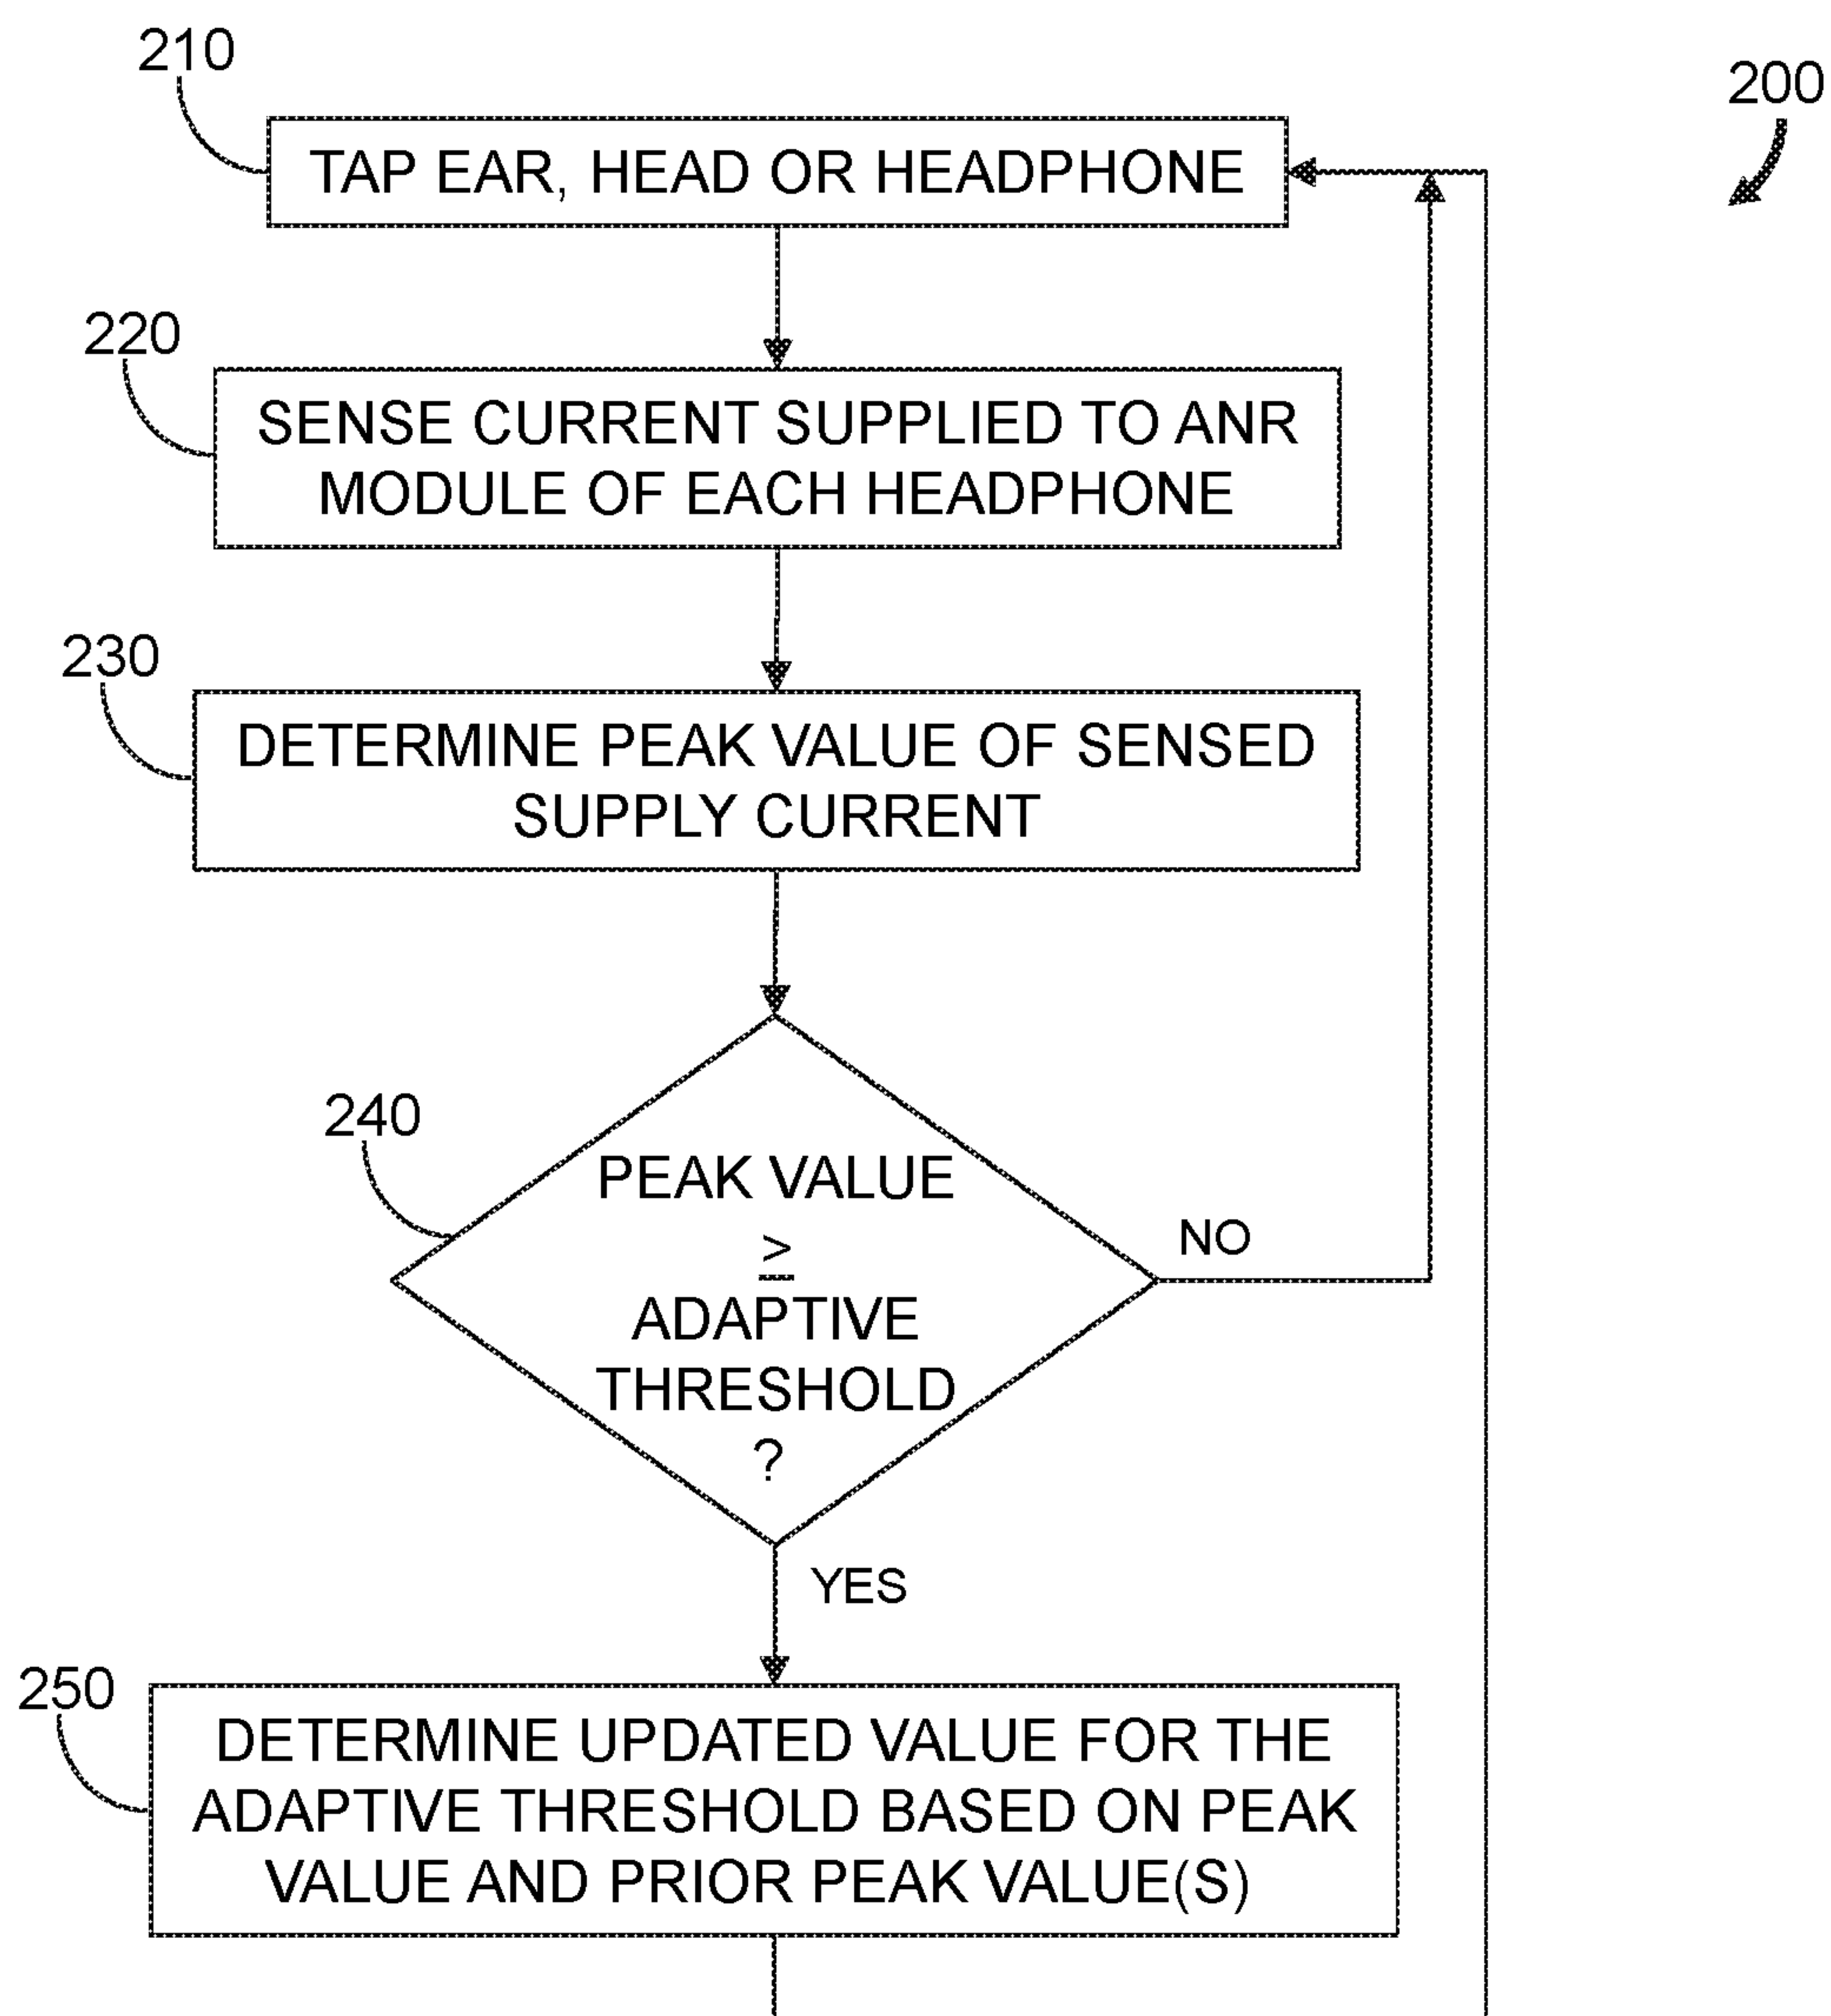 210
200
TAP EAR, HEAD OR HEADPHONE
220
SENSE CURRENT SUPPLIED TO ANR
MODULE OF EACH HEADPHONE
230
DETERMINE PEAK VALUE OF SENSED
SUPPLY CURRENT
240
PEAK VALUE
≥
ADAPTIVE
THRESHOLD
?
NO
YES
250
DETERMINE UPDATED VALUE FOR THE
ADAPTIVE THRESHOLD BASED ON PEAK
VALUE AND PRIOR PEAK VALUE(S)